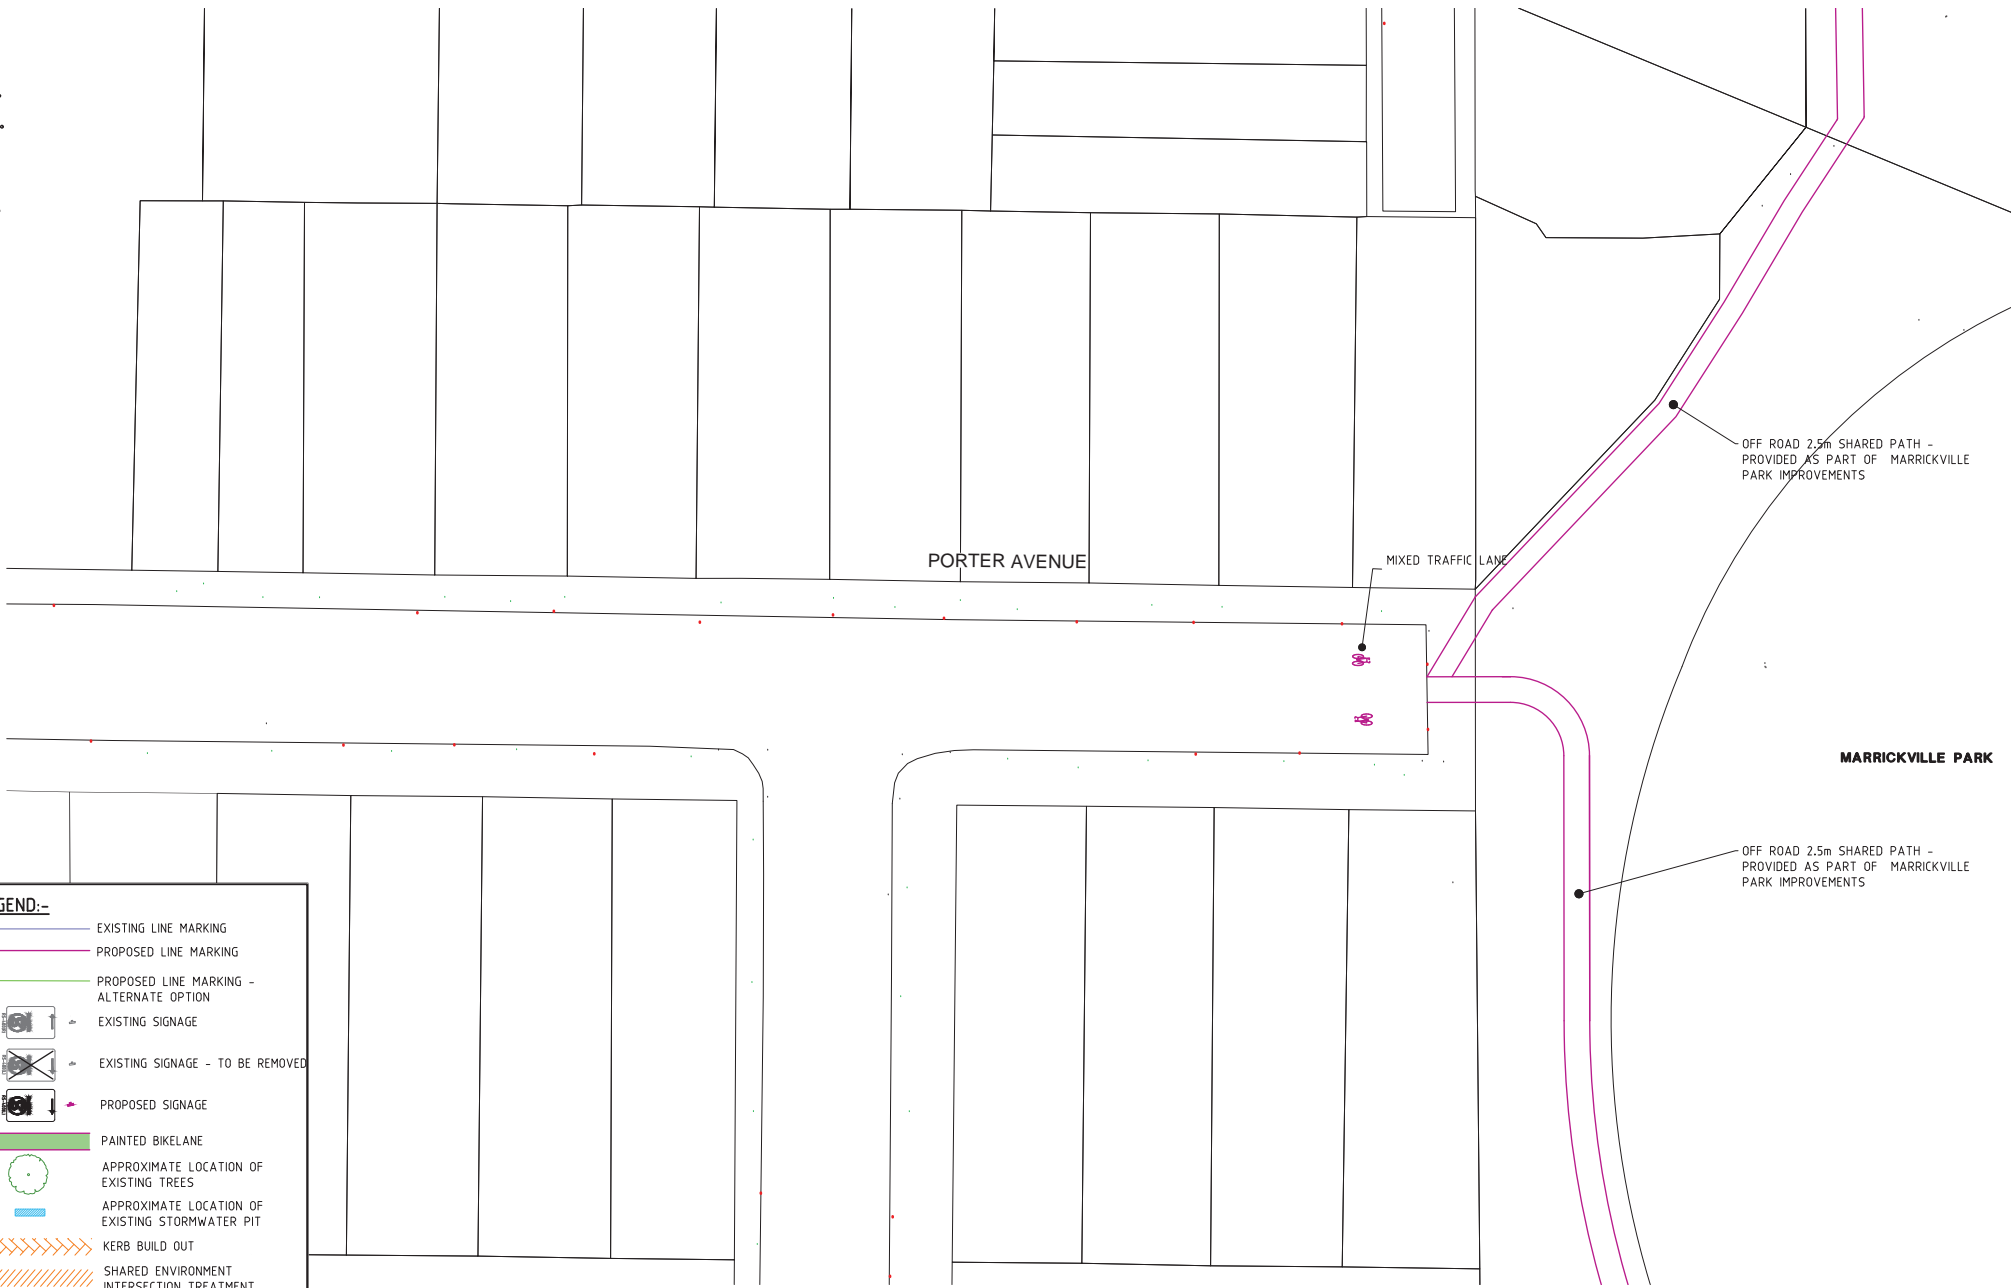 OFF ROAD 2.5m SHARED PATH -
PROVIDED AS PART OF MARRICKVILLE
PARK IMPROVEMENTS
PORTER AVENUE
MIXED TRAFFIC LANE
MARRICKVILLE PARK
OFF ROAD 2.5m SHARED PATH -
PROVIDED AS PART OF MARRICKVILLE
PARK IMPROVEMENTS
GEND:-
EXISTING LINE MARKING
PROPOSED LINE MARKING
PROPOSED LINE MARKING -
ALTERNATE OPTION
EXISTING SIGNAGE
EXISTING SIGNAGE - TO BE REMOVED
PROPOSED SIGNAGE
PAINTED BIKELANE
APPROXIMATE LOCATION OF
EXISTING TREES
APPROXIMATE LOCATION OF
EXISTING STORMWATER PIT
KERB BUILD OUT
SHARED ENVIRONMENT
INTERSECTION TREATMENT